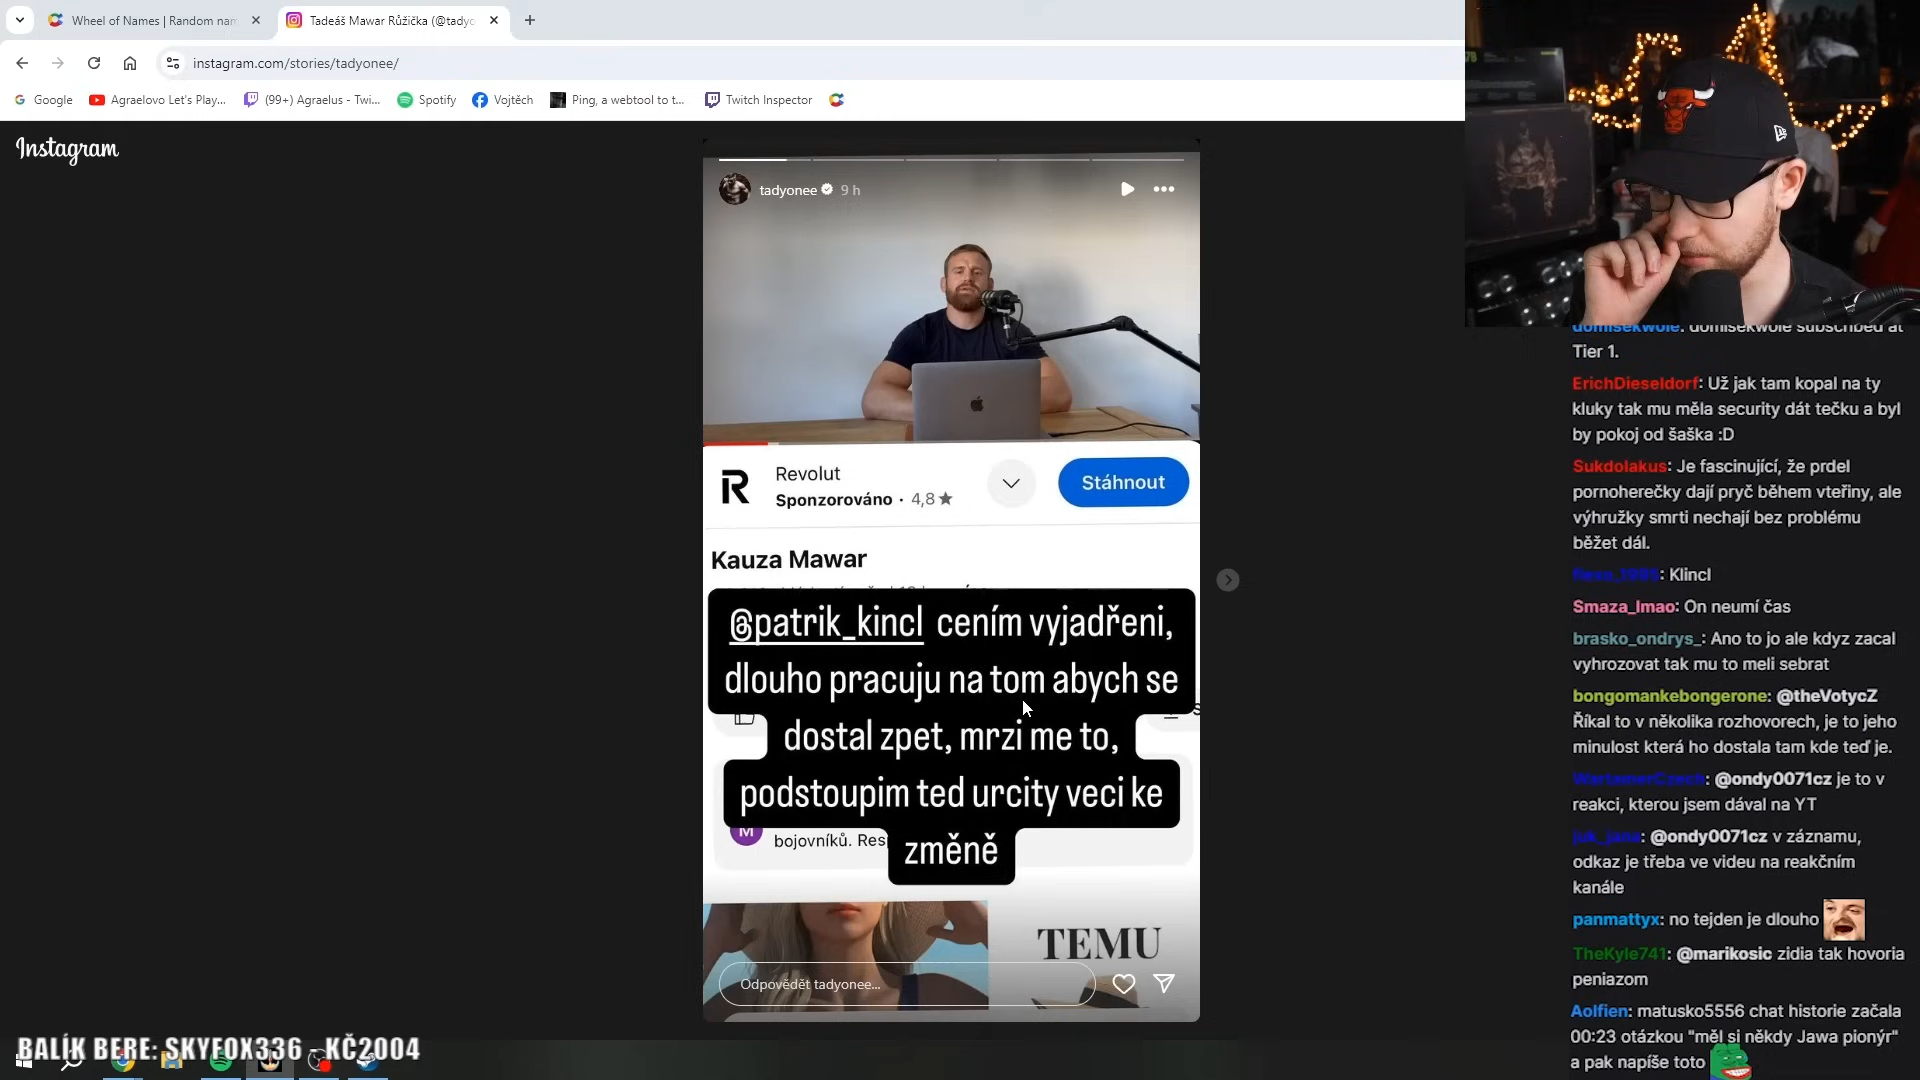 Wheel of Names | Random nam
Tadeáš Mawar Růžička (@tadyo
instagram.com/stories/tadyonee/
Google
Agraelovo Let's Play...
(99+) Agraelus - Twi...
Spotify
Vojtěch
Ping, a webtool to t...
Twitch Inspector
Instagram
tadyonee 9 h
Revolut
Sponzorováno · 4,8★
Stáhnout
Kauza Mawar
@patrik_kincl cením vyjadřeni,
dlouho pracuju na tom abych se
dostal zpet, mrzi me to,
podstoupim ted urcity veci ke
změně
M
bojovníků. Res
TEMU
Odpovědět tadyonee...
domisekwole: domisekwole subscribed at
Tier 1.
ErichDieseldorf: Už jak tam kopal na ty
kluky tak mu měla security dát tečku a byl
by pokoj od šaška :D
Sukdolakus: Je fascinující, že prdel
pornoherečky dají pryč během vteřiny, ale
výhružky smrti nechají bez problému
běžet dál.
: Klincl
Smaza_lmao: On neumí čas
brasko_ondrys_: Ano to jo ale kdyz zacal
vyhrozovat tak mu to meli sebrat
bongomankebongerone: @theVotycZ
Říkal to v několika rozhovorech, je to jeho
minulost která ho dostala tam kde teď je.
WartamerCzech: @ondy0071cz je to v
reakci, kterou jsem dával na YT
juk_jana: @ondy0071cz v záznamu,
odkaz je třeba ve videu na reakčním
kanále
panmattyx: no tejden je dlouho
TheKyle741: @marikosic zidia tak hovoria
peniazom
Aolfien: matusko5556 chat historie začala
00:23 otázkou "měl si někdy Jawa pionýr"
a pak napíše toto
BALÍK BERE: SKYFOX336 - KČ2004